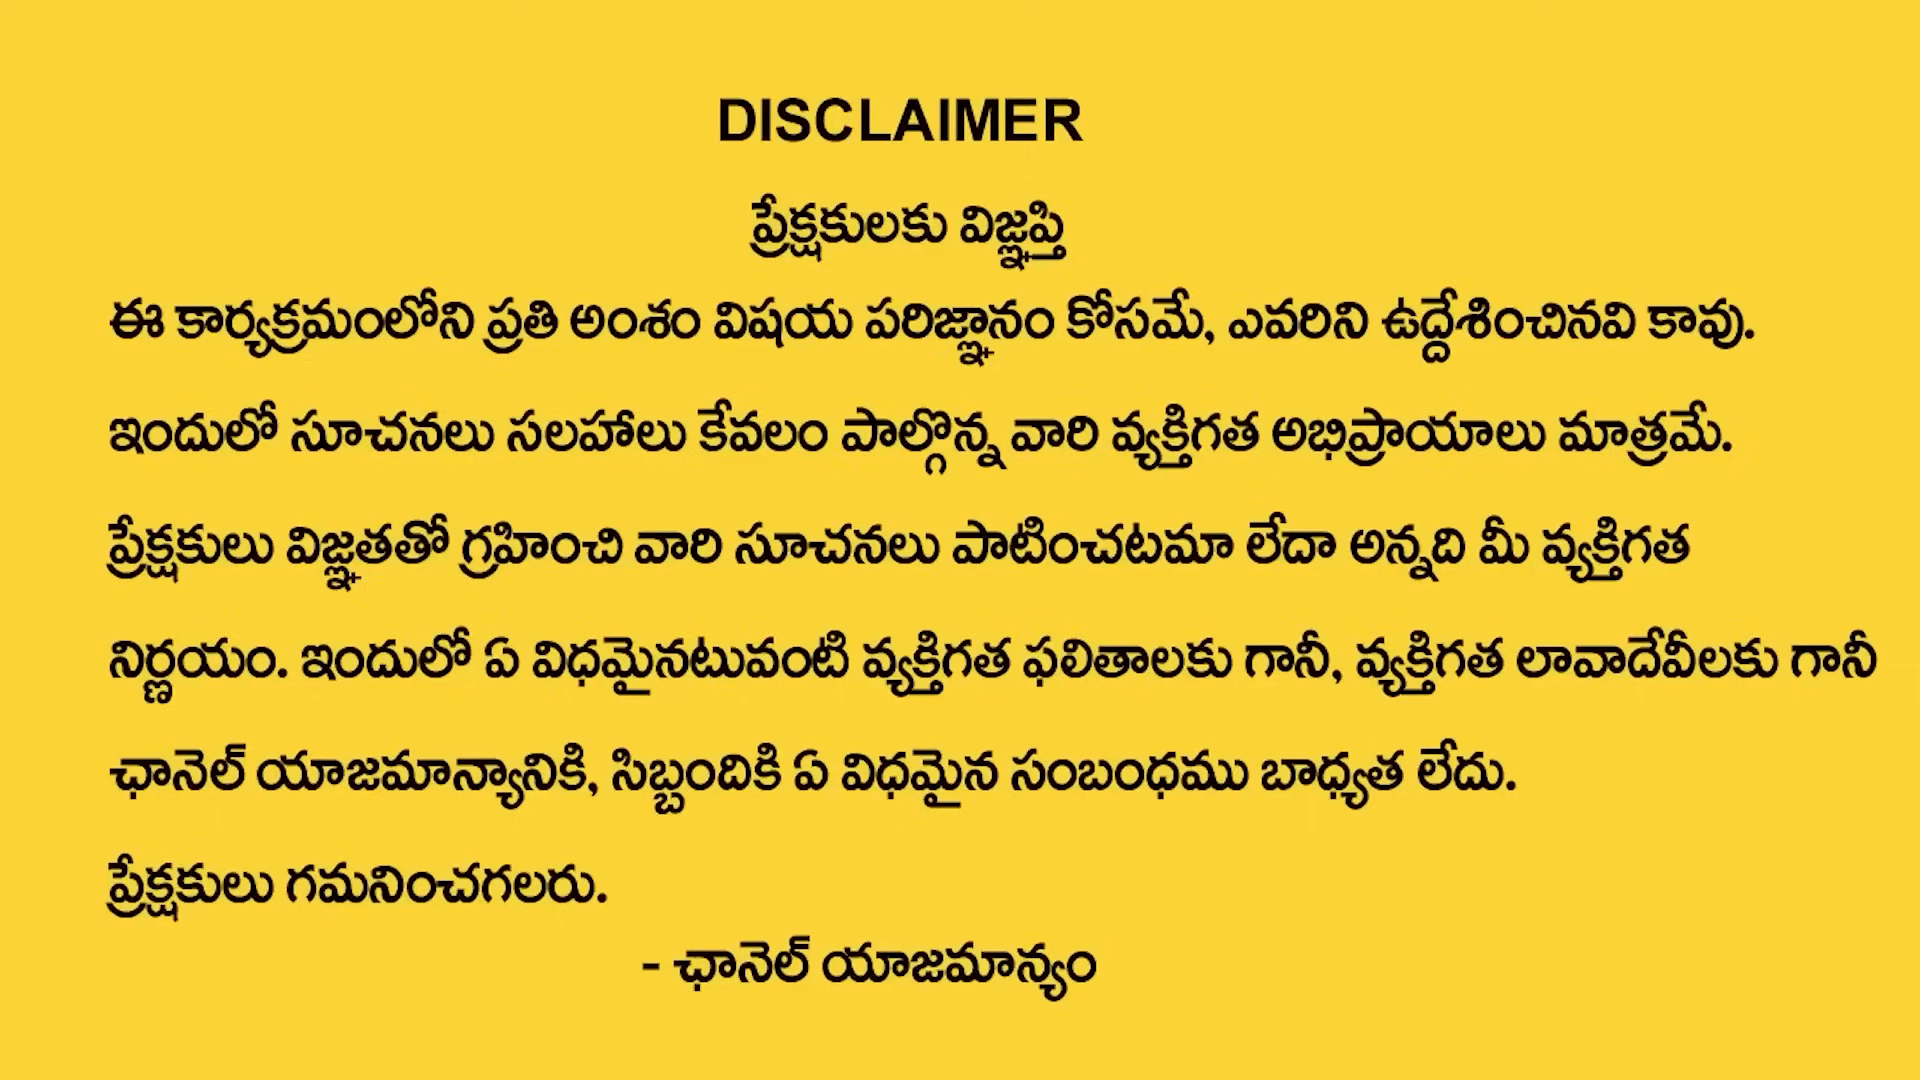 DISCLAIMER
ప్రేక్షకులకు విజ్ఞప్తి
ఈ కార్యక్రమంలోని ప్రతి అంశం విషయ పరిజ్ఞానం కోసమే, ఎవరిని ఉద్దేశించినవి కావు.
ఇందులో సూచనలు సలహాలు కేవలం పాల్గొన్న వారి వ్యక్తిగత అభిప్రాయాలు మాత్రమే.
ప్రేక్షకులు విజ్ఞతతో గ్రహించి వారి సూచనలు పాటించటమా లేదా అన్నది మీ వ్యక్తిగత
నిర్ణయం. ఇందులో ఏ విధమైనటువంటి వ్యక్తిగత ఫలితాలకు గానీ, వ్యక్తిగత లావాదేవీలకు గానీ
ఛానెల్ యాజమాన్యానికి, సిబ్బందికి ఏ విధమైన సంబంధము బాధ్యత లేదు.
ప్రేక్షకులు గమనించగలరు.
- ఛానెల్ యాజమాన్యం